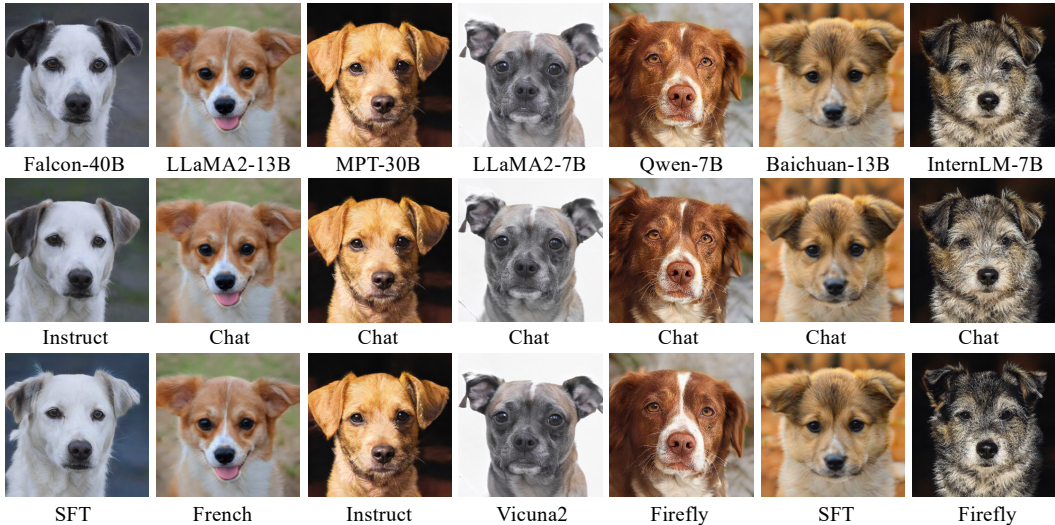 Falcon-40B LLaMA2-13B MPT-30B LLaMA2-7B Qwen-7B Baichuan-13B InternLM-7B
Instruct Chat Chat Chat Chat Chat Chat
SFT French Instruct Vicuna2 Firefly SFT Firefly